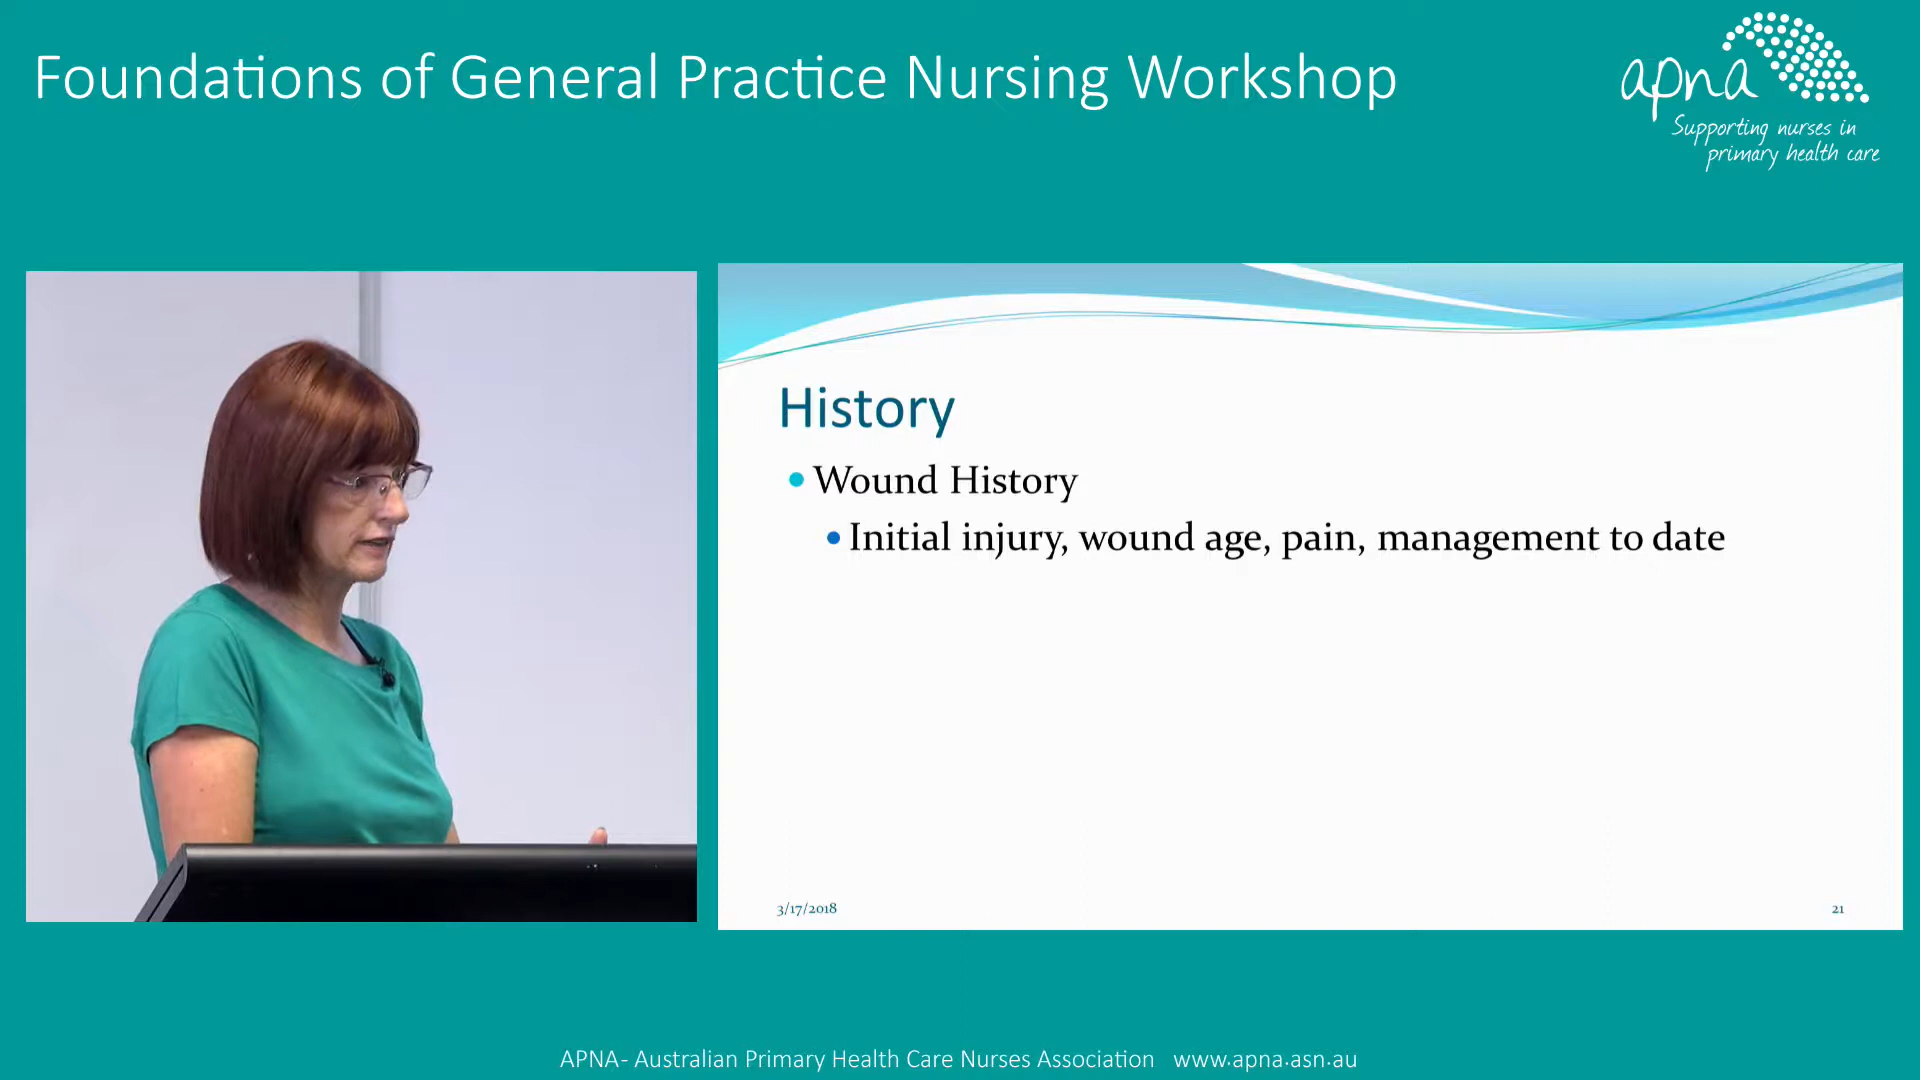 Foundations of General Practice Nursing Workshop
apna
Supporting nurses in
primary health care
History
Wound History
Initial injury, wound age, pain, management to date
3/17/2018
21
APNA- Australian Primary Health Care Nurses Association www.apna.asn.au